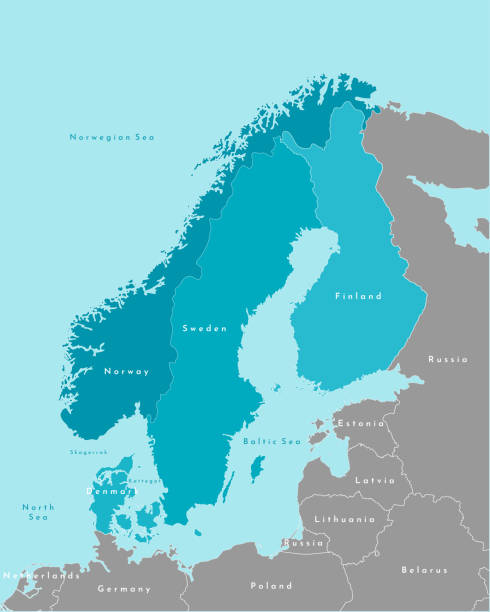 Norwegian Sea
Finland
Sweden
Russia
Norway
Estonia
Baltic Sea
Skagerrak
Latvia
Kattegat
Denmark
North
Sea
Lithuania
Russia
Belarus
Netherlands
Germany
Poland